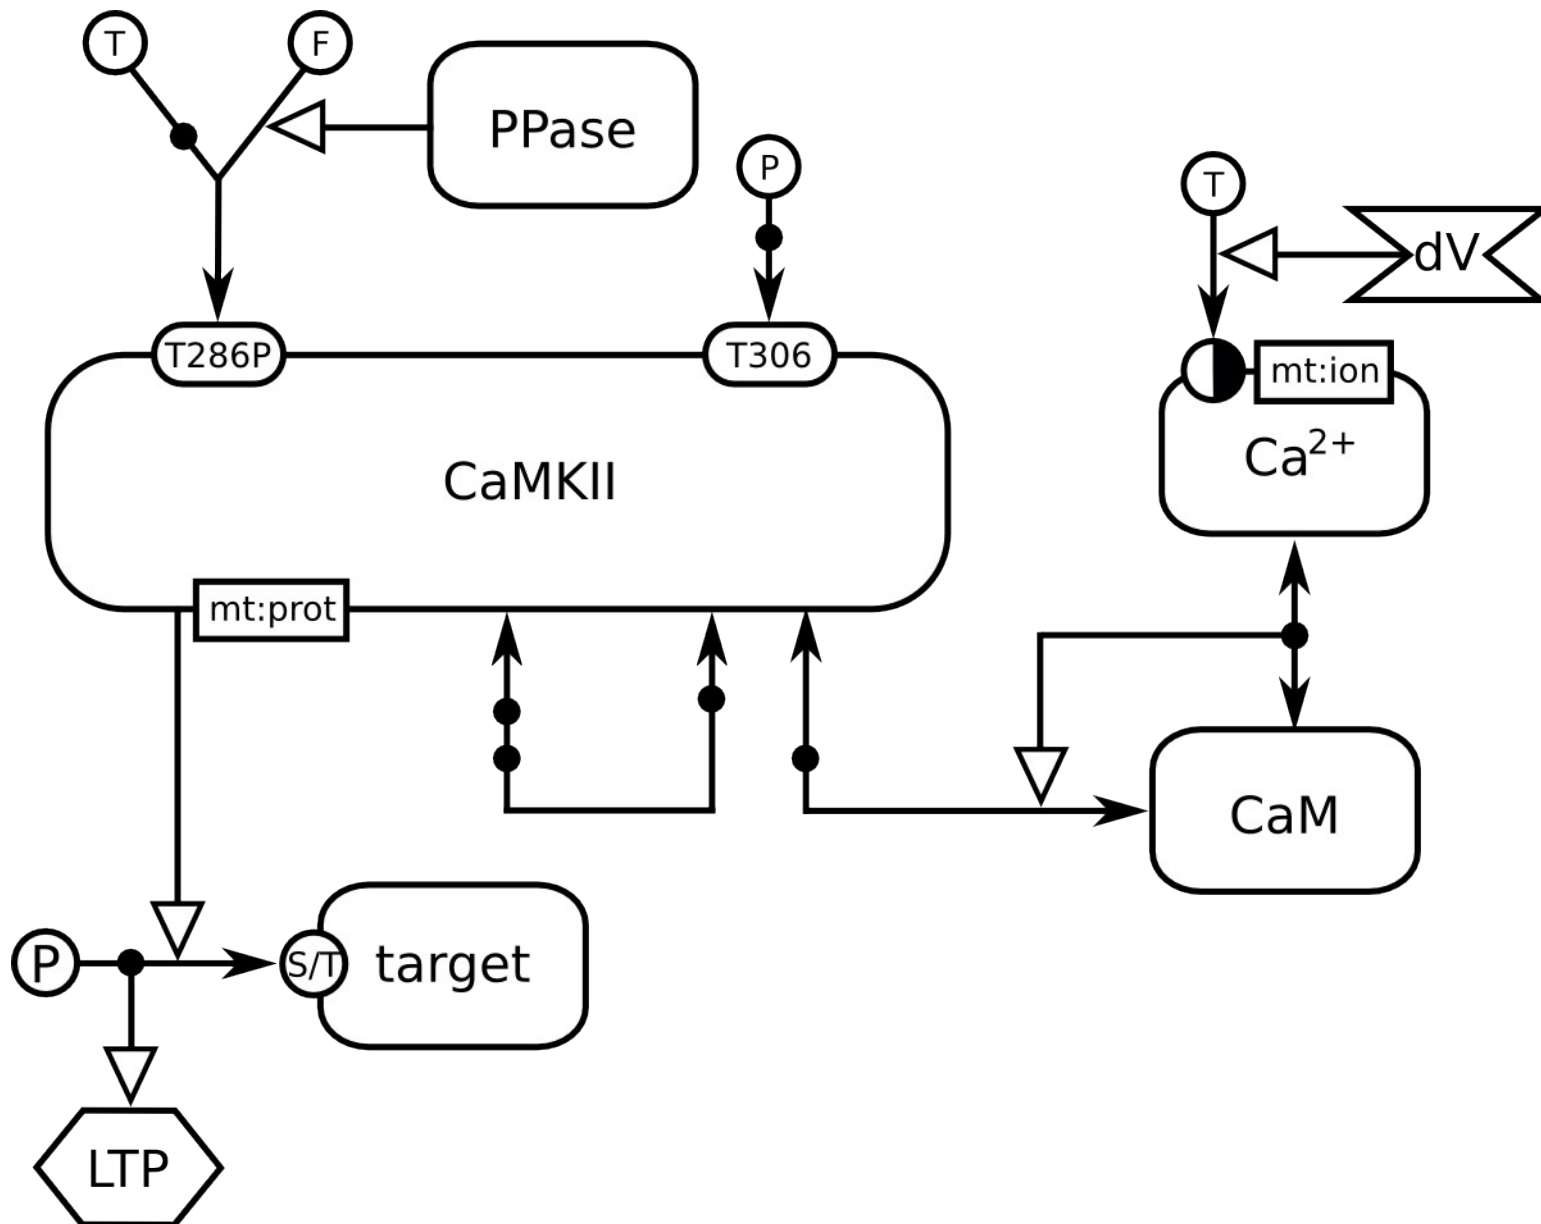 T
F
PPase
P
T
dV
T286P
T306
mt:ion
CaMKII
Ca²⁺
mt:prot
CaM
P
S/T
target
LTP